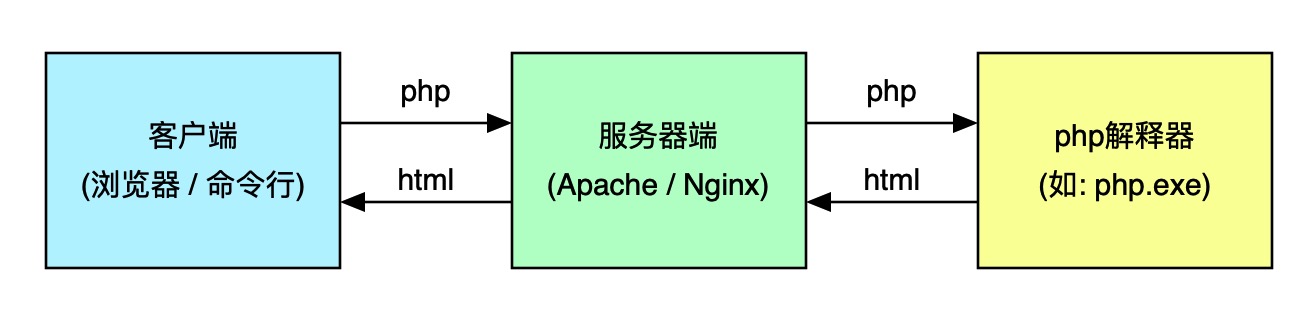 客户端
(浏览器 / 命令行)
php
html
服务器端
(Apache / Nginx)
php
html
php解释器
(如: php.exe)